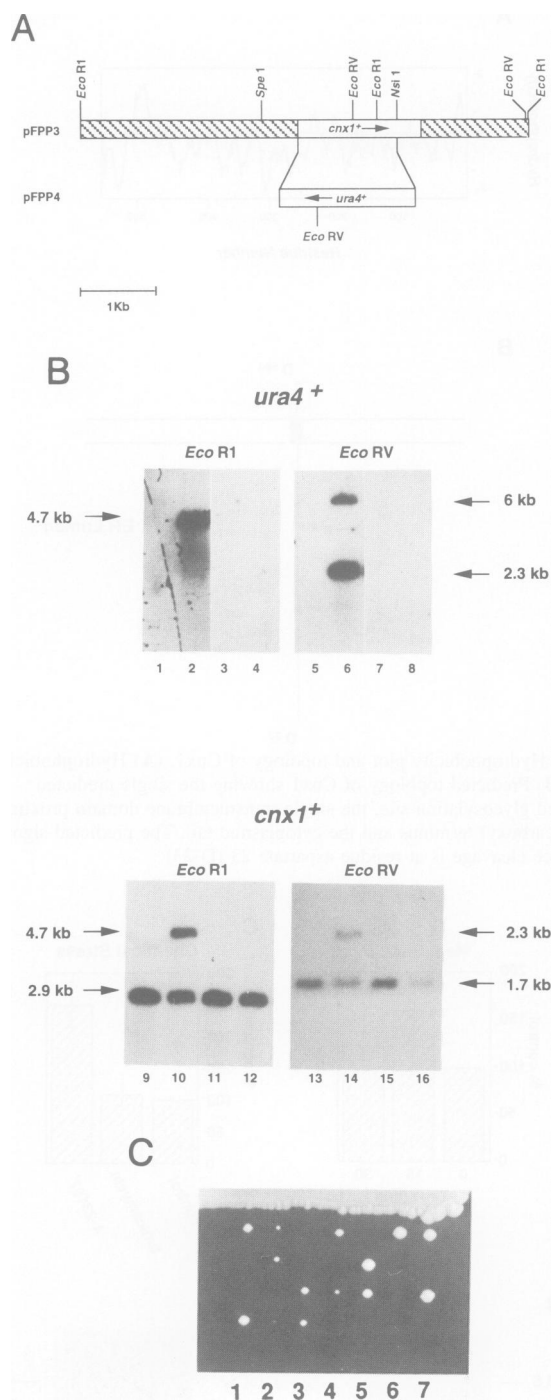 A
Eco R1
Spe 1
Eco RV
Eco R1
Nsi 1
Eco RV
Eco R1
pFPP3
cnx1+
pFPP4
ura4+
Eco RV
1Kb
B
ura4 +
Eco R1
Eco RV
4.7 kb
6 kb
2.3 kb
1 2 3 4
5 6 7 8
cnx1+
Eco R1
Eco RV
4.7 kb
2.3 kb
2.9 kb
1.7 kb
9 10 11 12
13 14 15 16
C
1 2 3 4 5 6 7